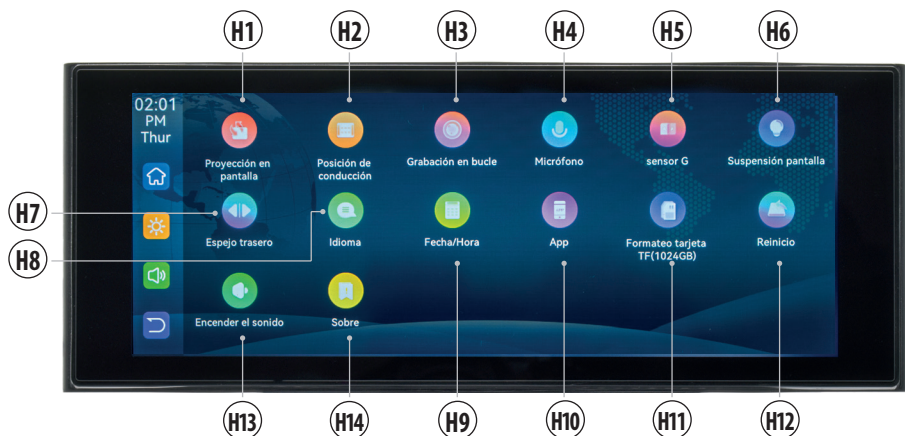 H1 H2 H3 H4 H5 H6
02:01
PM
Thur
Proyección en
pantalla
Posición de
conducción
Grabación en bucle
Micrófono
sensor G
Suspensión pantalla
H7
H8
Espejo trasero
Idioma
Fecha/Hora
App
Formateo tarjeta
TF(1024GB)
Reinicio
Encender el sonido
Sobre
H13 H14 H9 H10 H11 H12